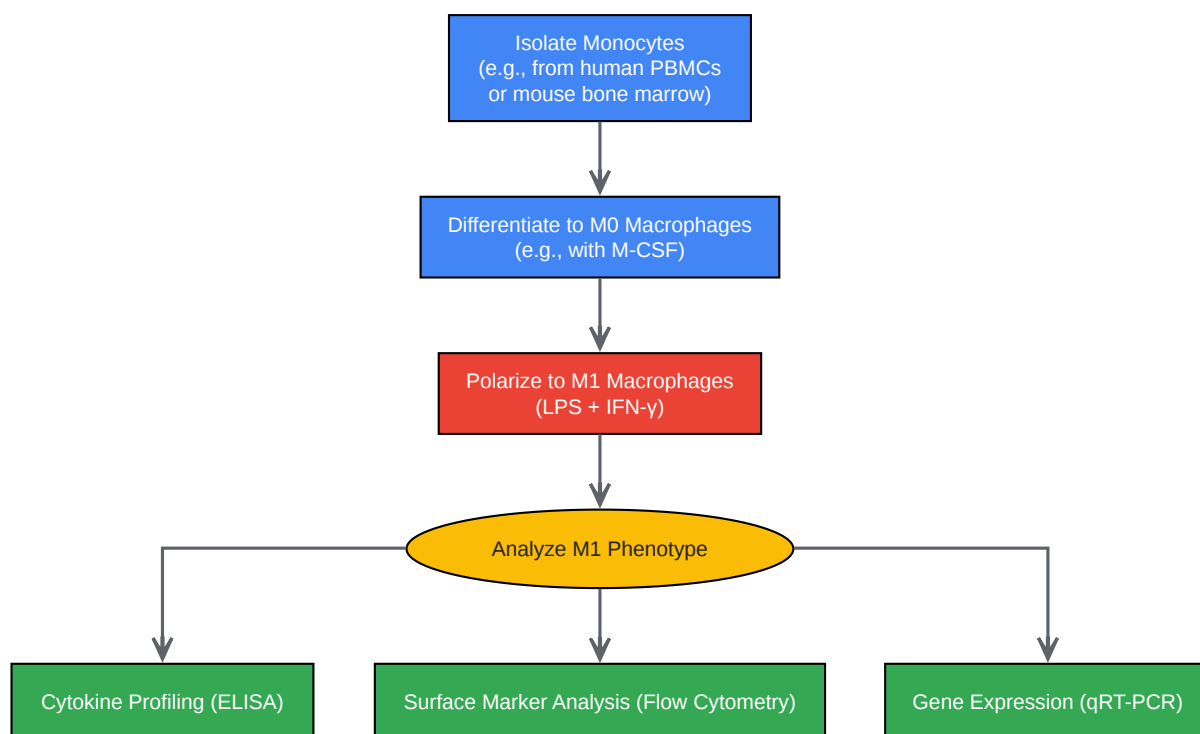 Isolate Monocytes
(e.g., from human PBMCs
or mouse bone marrow)
Differentiate to M0 Macrophages
(e.g., with M-CSF)
Polarize to M1 Macrophages
(LPS + IFN-γ)
Analyze M1 Phenotype
Cytokine Profiling (ELISA)
Surface Marker Analysis (Flow Cytometry)
Gene Expression (qRT-PCR)